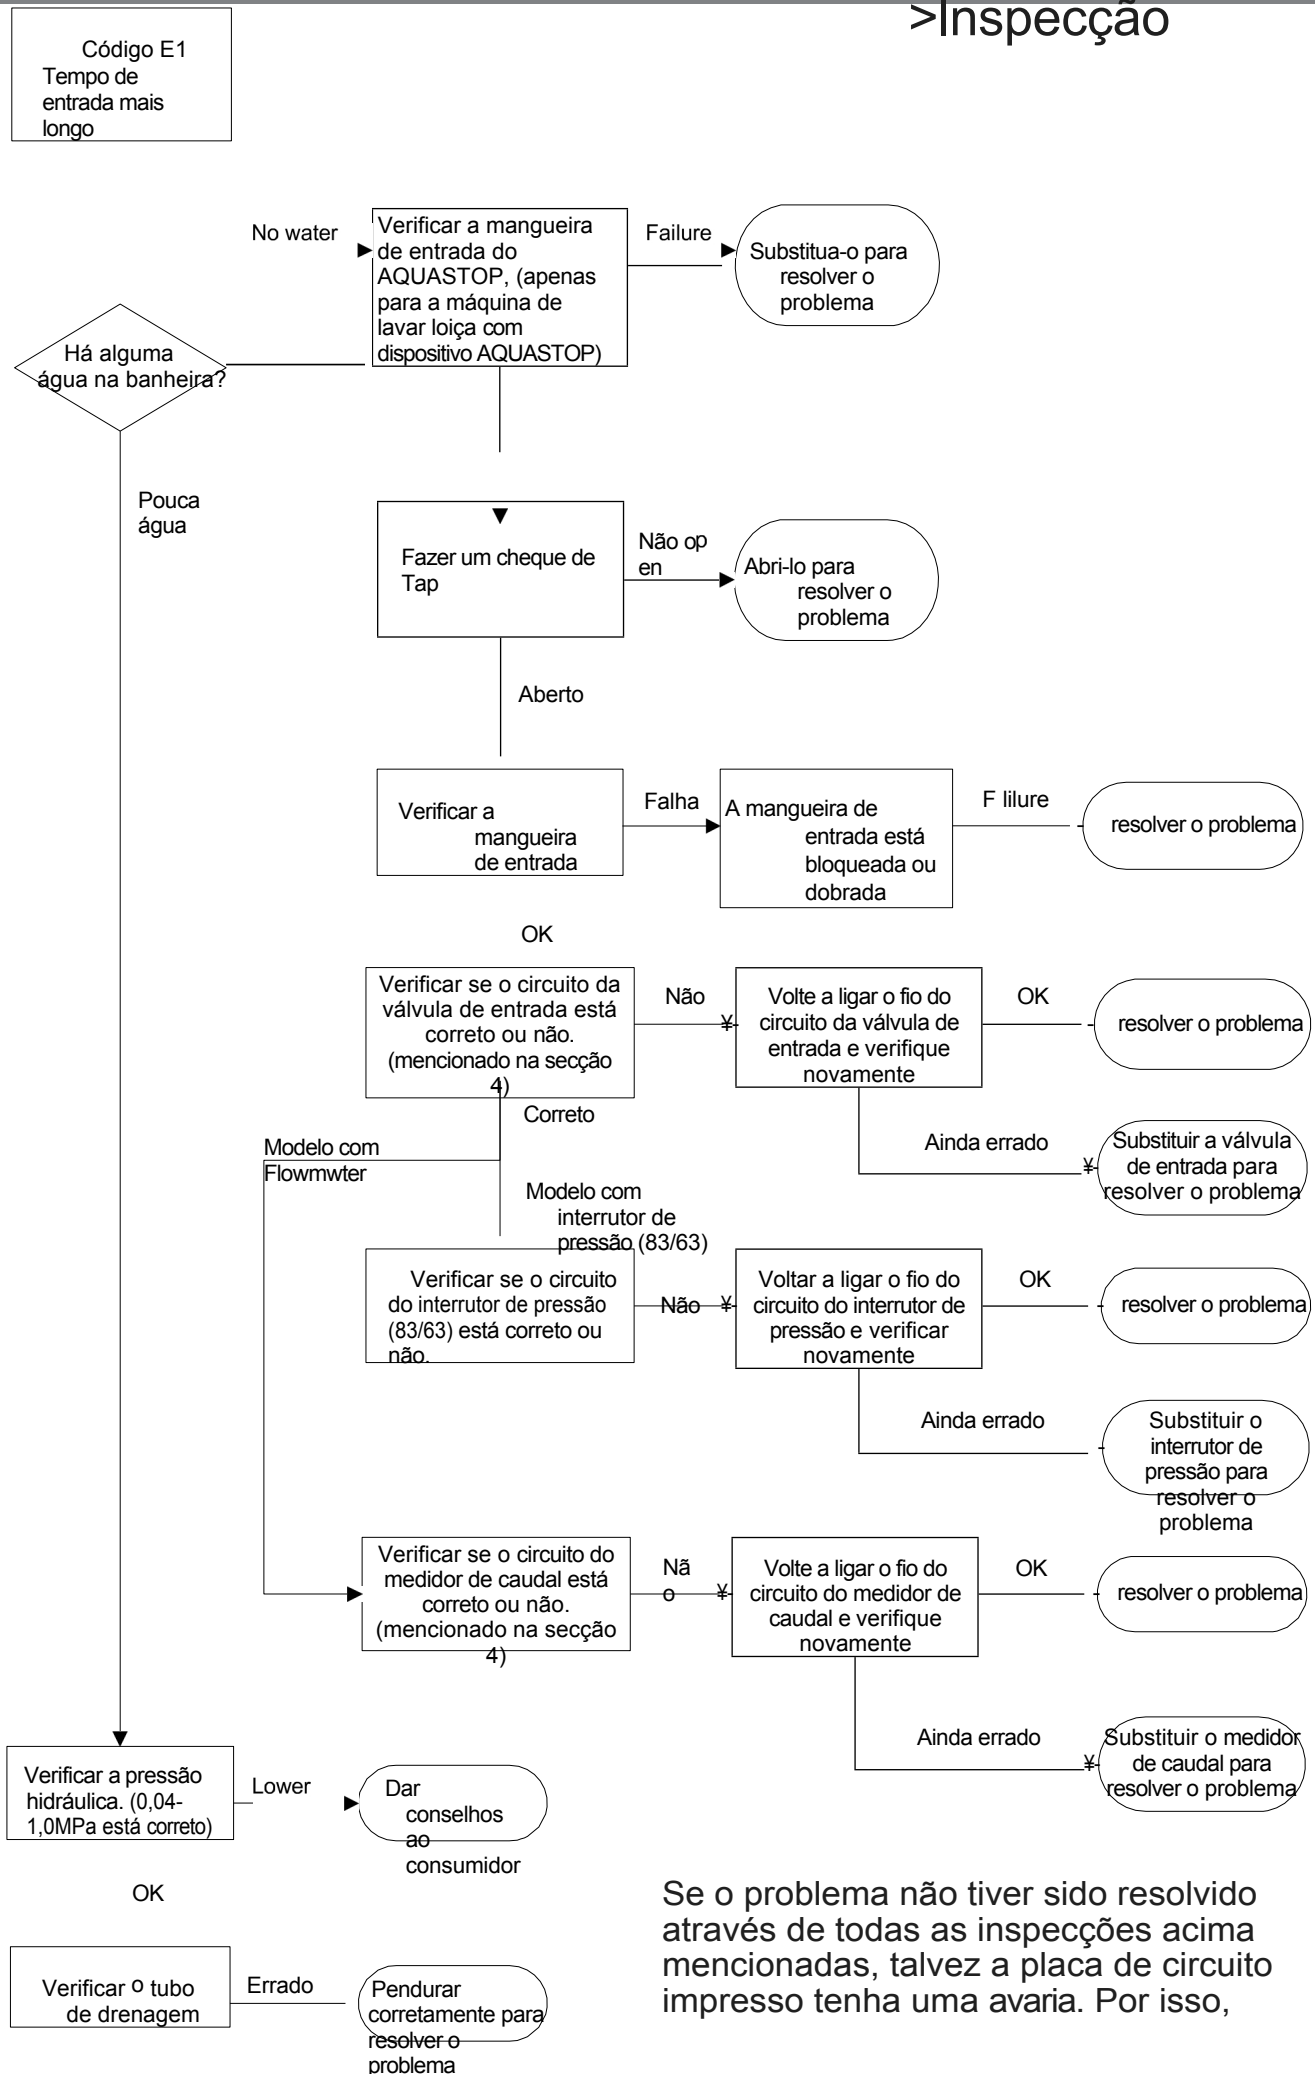 >Inspecção
Código E1
Tempo de
entrada mais
longo
No water
Verificar a mangueira
de entrada do
AQUASTOP, (apenas
para a máquina de
lavar loiça com
dispositivo AQUASTOP)
Failure
Substitua-o para
resolver o
problema
Há alguma
água na banheira?
Pouca
água
Fazer um cheque de
Tap
Não op
en
Abri-lo para
resolver o
problema
Aberto
Verificar a
mangueira
de entrada
Falha
A mangueira de
entrada está
bloqueada ou
dobrada
F lilure
resolver o problema
OK
Verificar se o circuito da
válvula de entrada está
correto ou não.
(mencionado na secção
4)
Não
¥-
Volte a ligar o fio do
circuito da válvula de
entrada e verifique
novamente
OK
resolver o problema
Correto
Ainda errado
¥-
Substituir a válvula
de entrada para
resolver o problema
Modelo com
Flowmwter
Modelo com
interrutor de
pressão (83/63)
Verificar se o circuito
do interrutor de pressão
(83/63) está correto ou
não.
Não
¥-
Voltar a ligar o fio do
circuito do interrutor de
pressão e verificar
novamente
OK
resolver o problema
Ainda errado
Substituir o
interrutor de
pressão para
resolver o
problema
Verificar se o circuito do
medidor de caudal está
correto ou não.
(mencionado na secção
4)
Nã
o
¥-
Volte a ligar o fio do
circuito do medidor de
caudal e verifique
novamente
OK
resolver o problema
Ainda errado
¥-
Substituir o medidor
de caudal para
resolver o problema
Verificar a pressão
hidráulica. (0,04-
1,0MPa está correto)
Lower
Dar
conselhos
ao
consumidor
OK
Verificar o tubo
de drenagem
Errado
Pendurar
corretamente para
resolver o
problema
Se o problema não tiver sido resolvido
através de todas as inspecções acima
mencionadas, talvez a placa de circuito
impresso tenha uma avaria. Por isso,